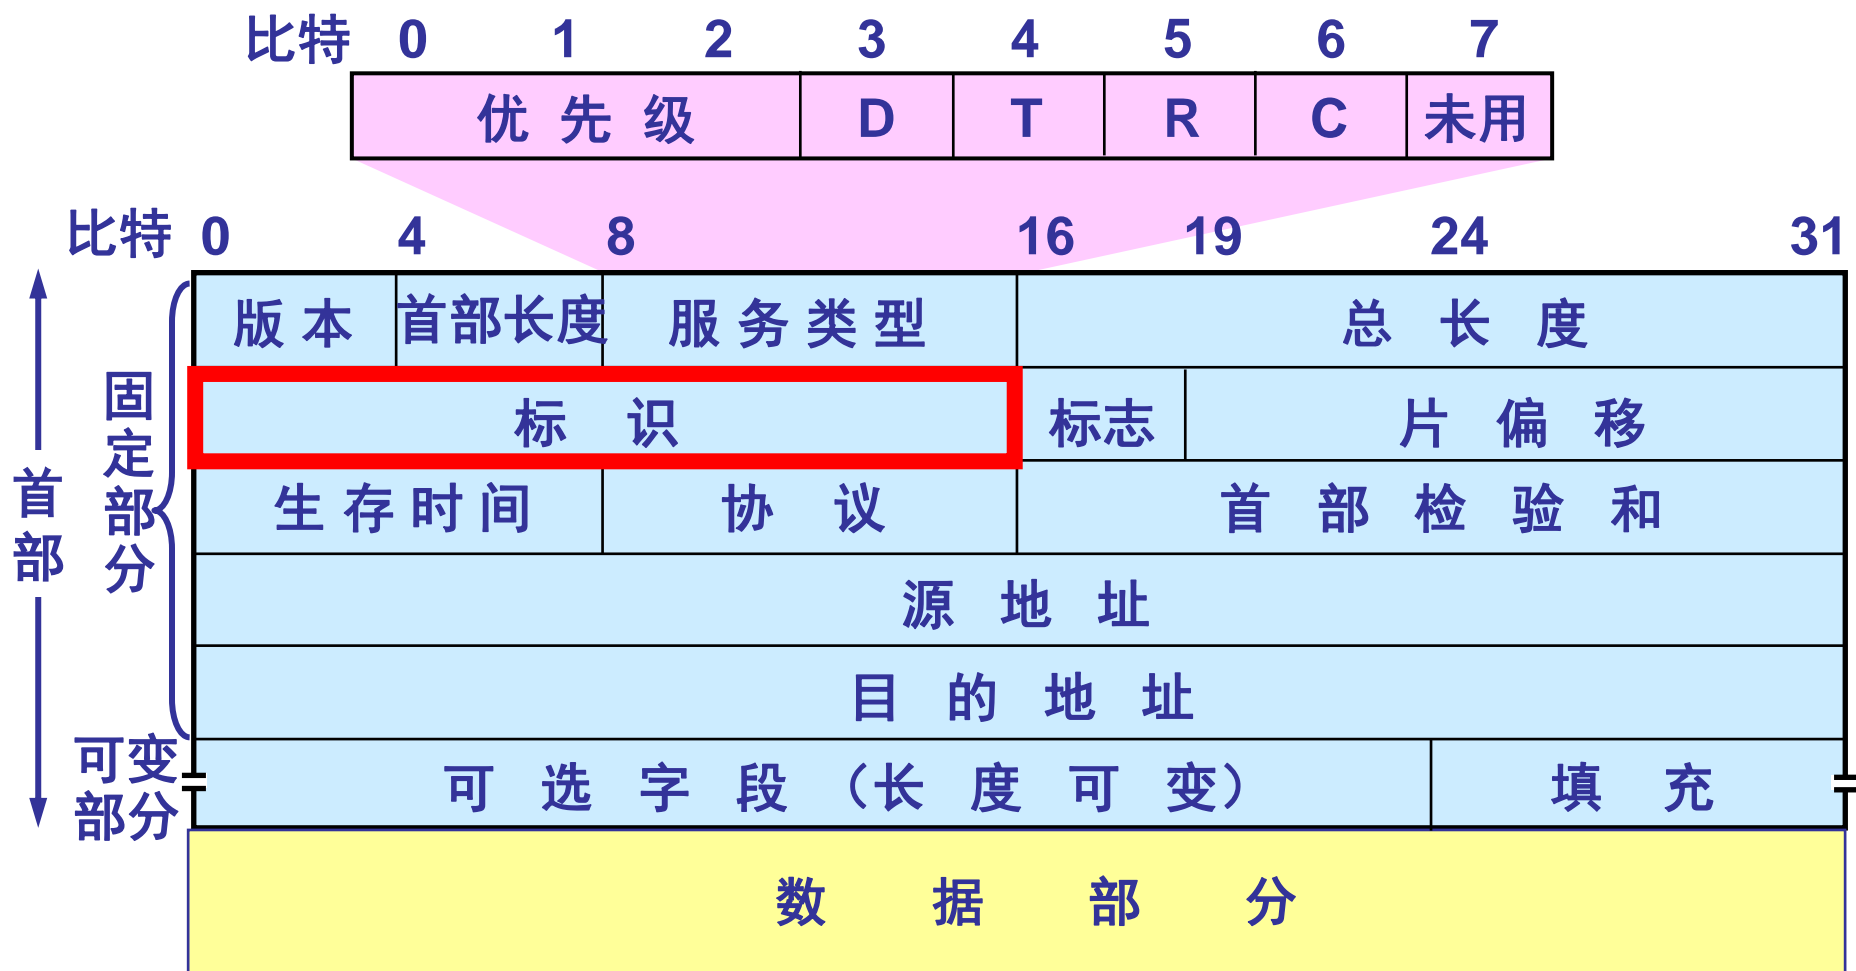 比特 0 1 2 3 4 5 6 7
优先级 D T R C 未用
比特 0 4 8 16 19 24 31
版本 首部长度 服务类型 总长度
标识 标志 片偏移
生存时间 协议 首部检验和
源地址
目的地址
可选字段（长度可变） 填充
数据部分
首部
固定部分
可变
部分